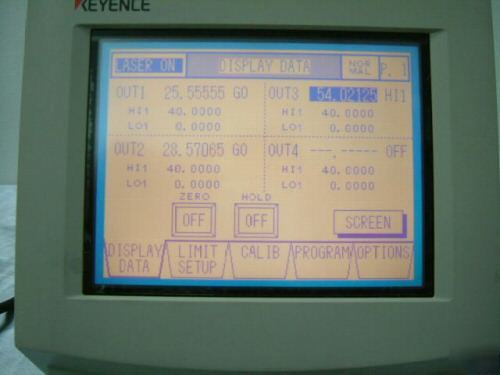 KEYENCE
LASER ON DISPLAY DATA NOR MAL P. 1
OUT1 25.55555 GO OUT3 54.02125 HI1
HI1 40.0000 HI1 40.0000
LO1 0.0000 LO1 0.0000
OUT2 28.57065 GO OUT4 ---.----- OFF
HI1 40.0000 HI1 40.0000
LO1 0.0000 LO1 0.0000
ZERO HOLD
OFF OFF SCREEN
DISPLAY DATA LIMIT SETUP CALIB PROGRAM OPTIONS